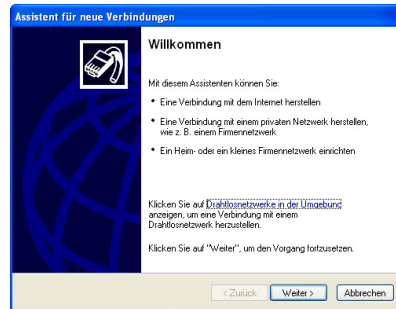 Assistent für neue Verbindungen
Willkommen
Mit diesem Assistenten können Sie:
• Eine Verbindung mit dem Internet herstellen
• Eine Verbindung mit einem privaten Netzwerk herstellen,
wie z. B. einem Firmennetzwerk
• Ein Heim- oder ein kleines Firmennetzwerk einrichten
Klicken Sie auf Drahtlosnetzwerke in der Umgebung
anzeigen, um eine Verbindung mit einem
Drahtlosnetzwerk herzustellen.
Klicken Sie auf "Weiter", um den Vorgang fortzusetzen.
< Zurück Weiter > Abbrechen